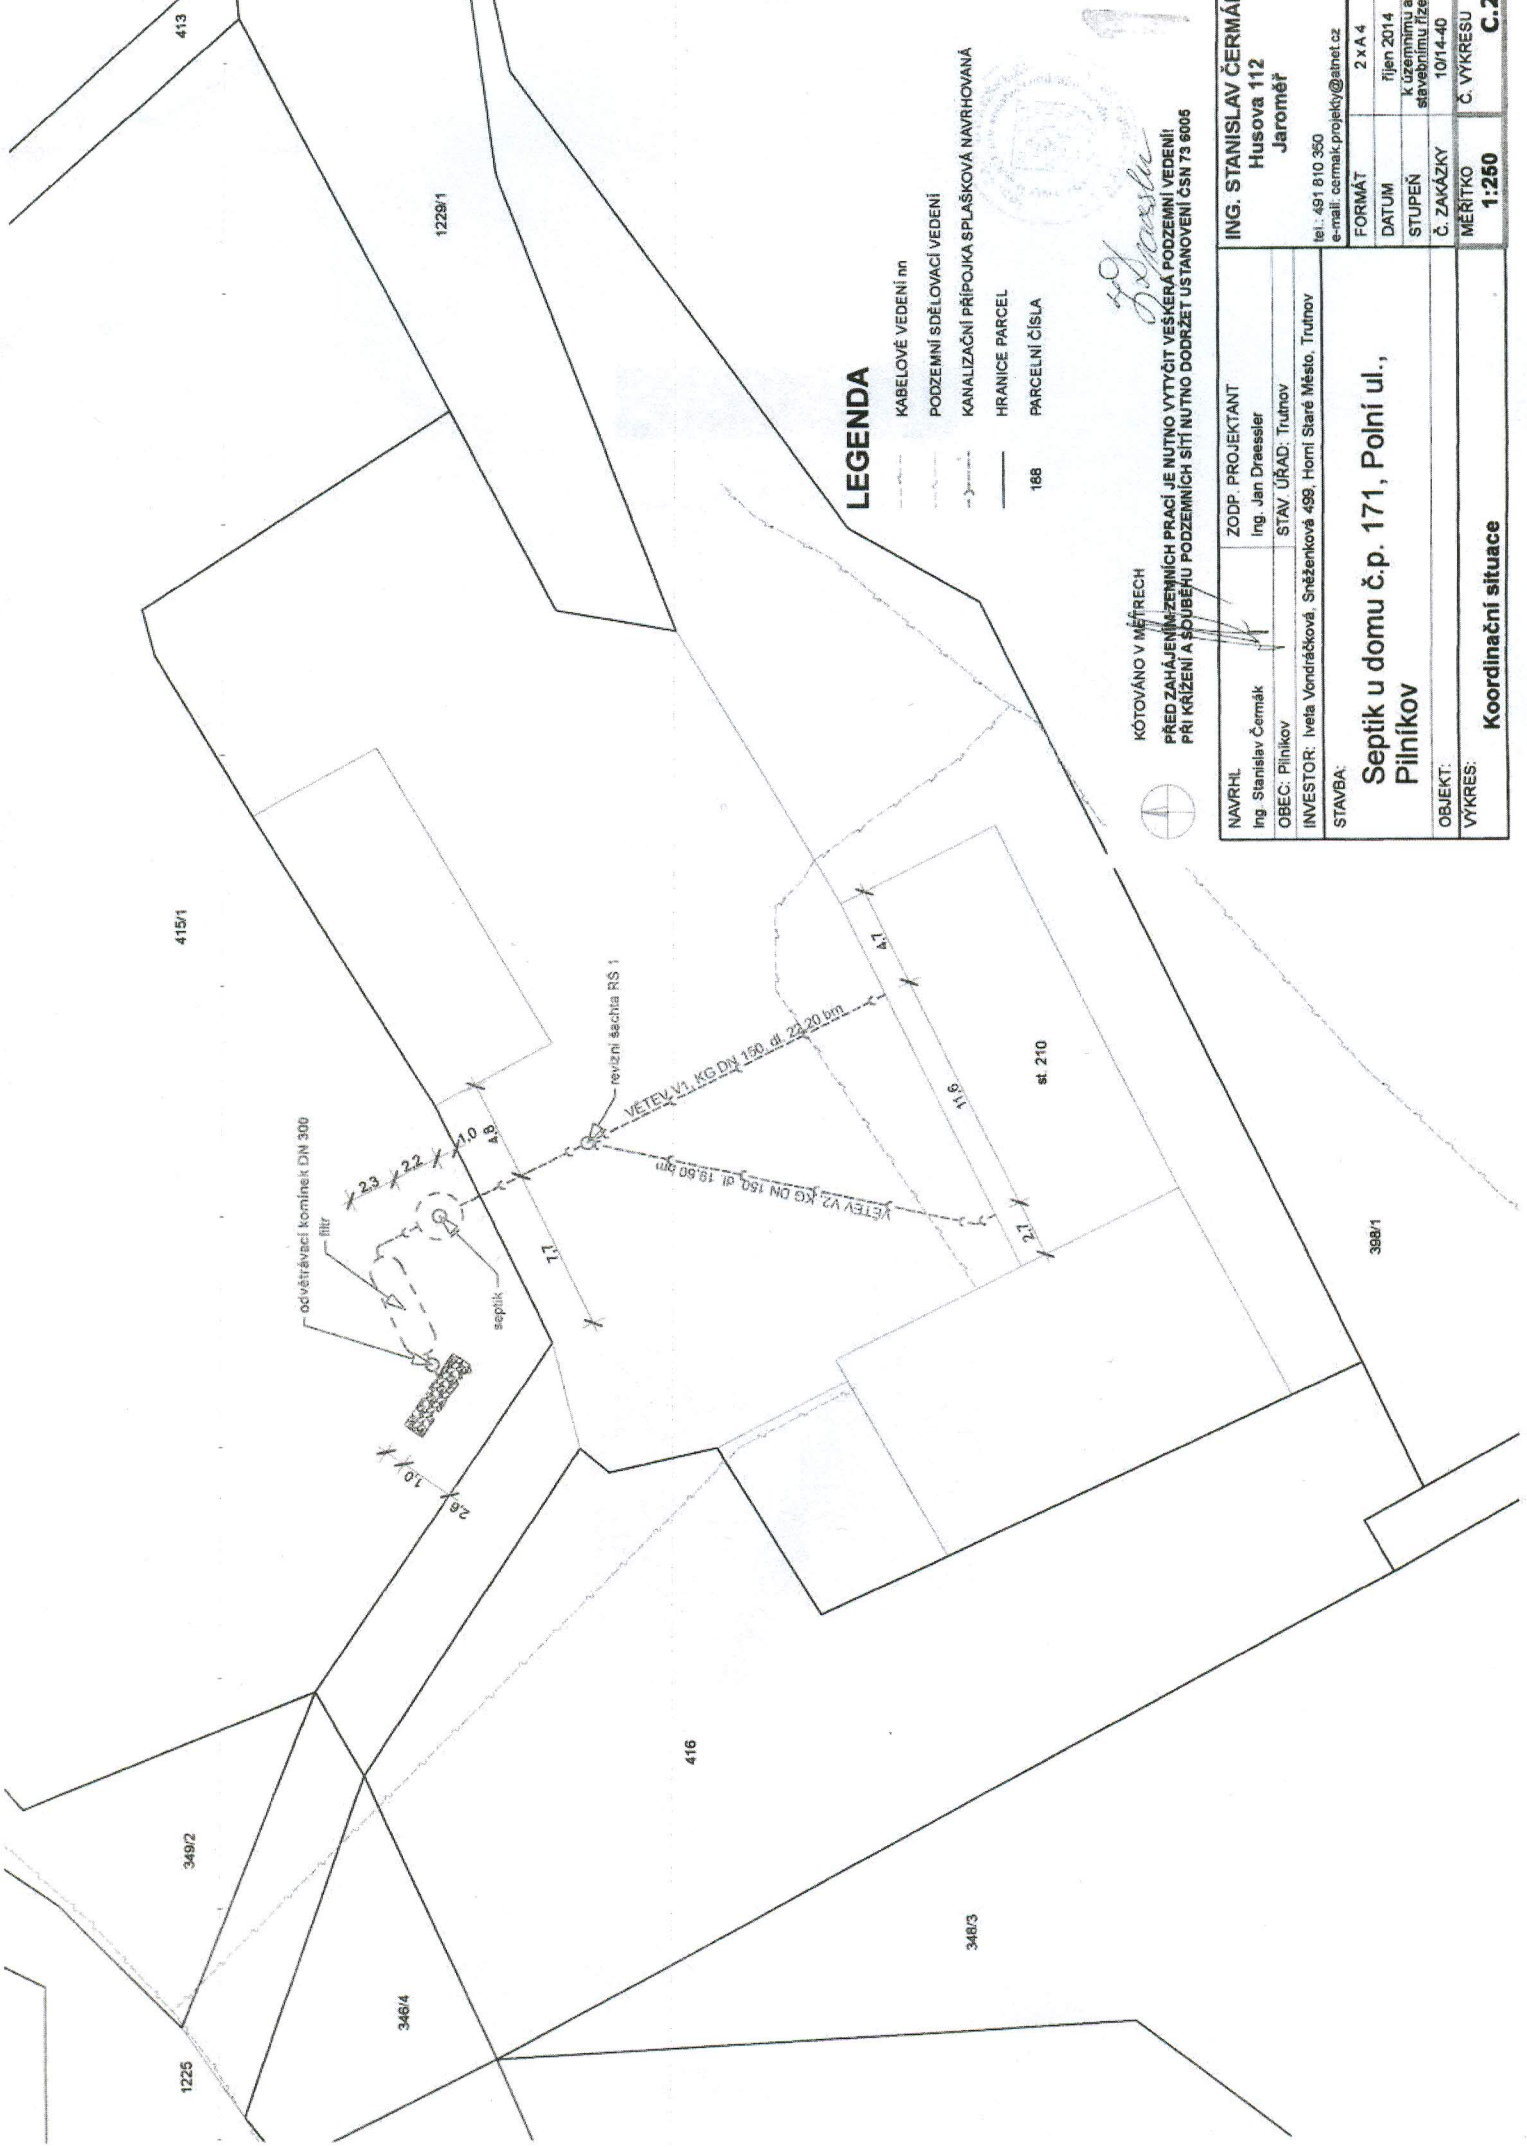 413
1229/1
415/1
odvětrávací komínek DN 300
filtr
septik
revizní šachta RŠ 1
2,3
2,2
1,0
4,8
7,7
1,0
2,6
VĚTEV V1, KG DN 150, dl. 22,20 bm
VĚTEV V2, KG DN 150, dl. 19,50 bm
4,7
11,6
2,7
st. 210
398/1
416
349/2
346/4
348/3
1225
LEGENDA
KABELOVÉ VEDENÍ nn
PODZEMNÍ SDĚLOVACÍ VEDENÍ
KANALIZAČNÍ PŘÍPOJKA SPLAŠKOVÁ NAVRHOVANÁ
HRANICE PARCEL
188 PARCELNÍ ČÍSLA
KÓTOVÁNO V METRECH
PŘED ZAHÁJENÍM ZEMNÍCH PRACÍ JE NUTNO VYTYČIT VEŠKERÁ PODZEMNÍ VEDENÍ!
PŘI KŘÍŽENÍ A SOUBĚHU PODZEMNÍCH SÍTÍ NUTNO DODRŽET USTANOVENÍ ČSN 73 6005
NAVRHL
Ing. Stanislav Čermák
ZODP. PROJEKTANT
Ing. Jan Draessler
OBEC: Pilníkov
STAV. ÚŘAD: Trutnov
INVESTOR: Iveta Vondráčková, Sněženková 499, Horní Staré Město, Trutnov
STAVBA:
Septik u domu č.p. 171, Polní ul.,
Pilníkov
OBJEKT:
VÝKRES:
Koordinační situace
ING. STANISLAV ČERMÁ
Husova 112
Jaroměř
tel.: 491 810 350
e-mail: cermak.projekty@atnet.cz
FORMÁT 2 x A 4
DATUM říjen 2014
STUPEŇ k územnímu a
stavebnímu říze
Č. ZAKÁZKY 10/14-40
MĚŘÍTKO Č. VÝKRESU
1:250 C.2